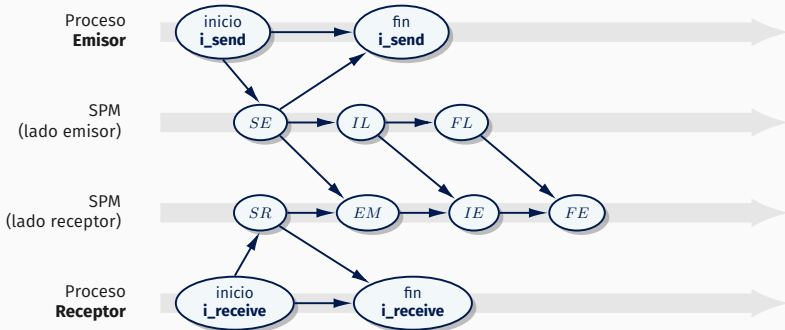 Proceso
Emisor
inicio
i_send
fin
i_send
SPM
(lado emisor)
SE
IL
FL
SPM
(lado receptor)
SR
EM
IE
FE
Proceso
Receptor
inicio
i_receive
fin
i_receive